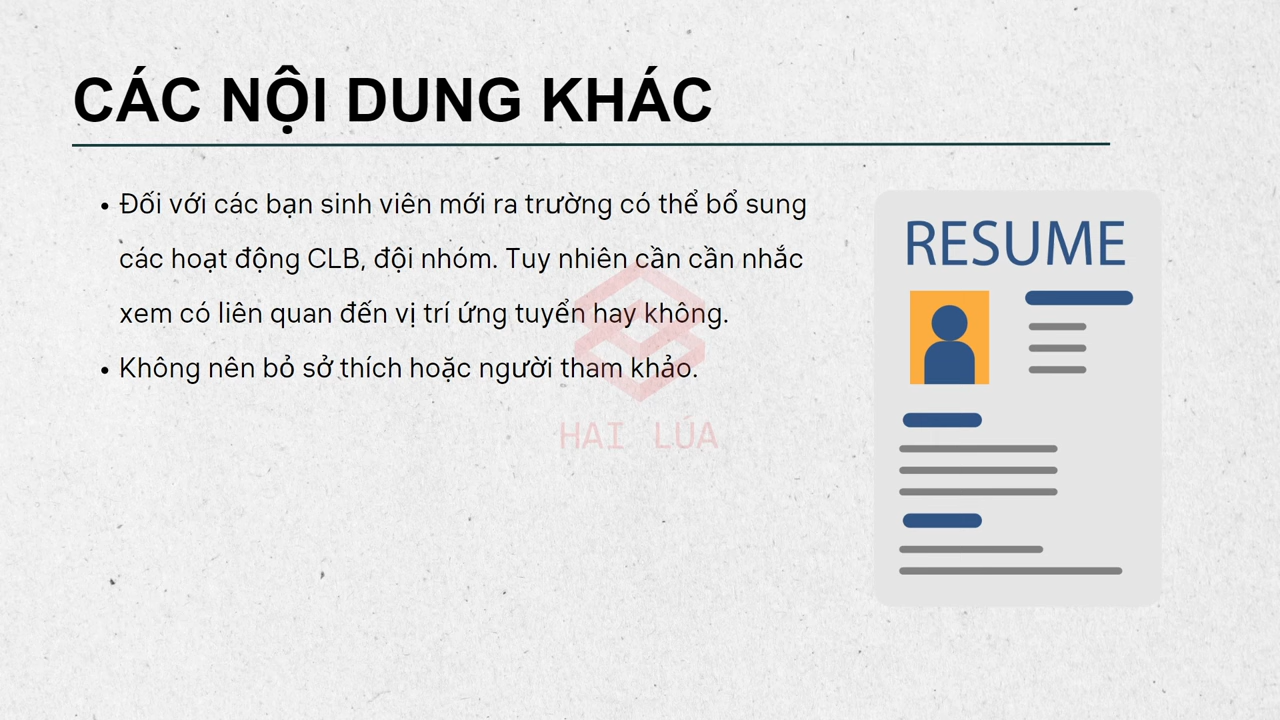 CÁC NỘI DUNG KHÁC
• Đối với các bạn sinh viên mới ra trường có thể bổ sung
các hoạt động CLB, đội nhóm. Tuy nhiên cần cần nhắc
xem có liên quan đến vị trí ứng tuyển hay không.
• Không nên bỏ sở thích hoặc người tham khảo.
HAI LÚA
RESUME